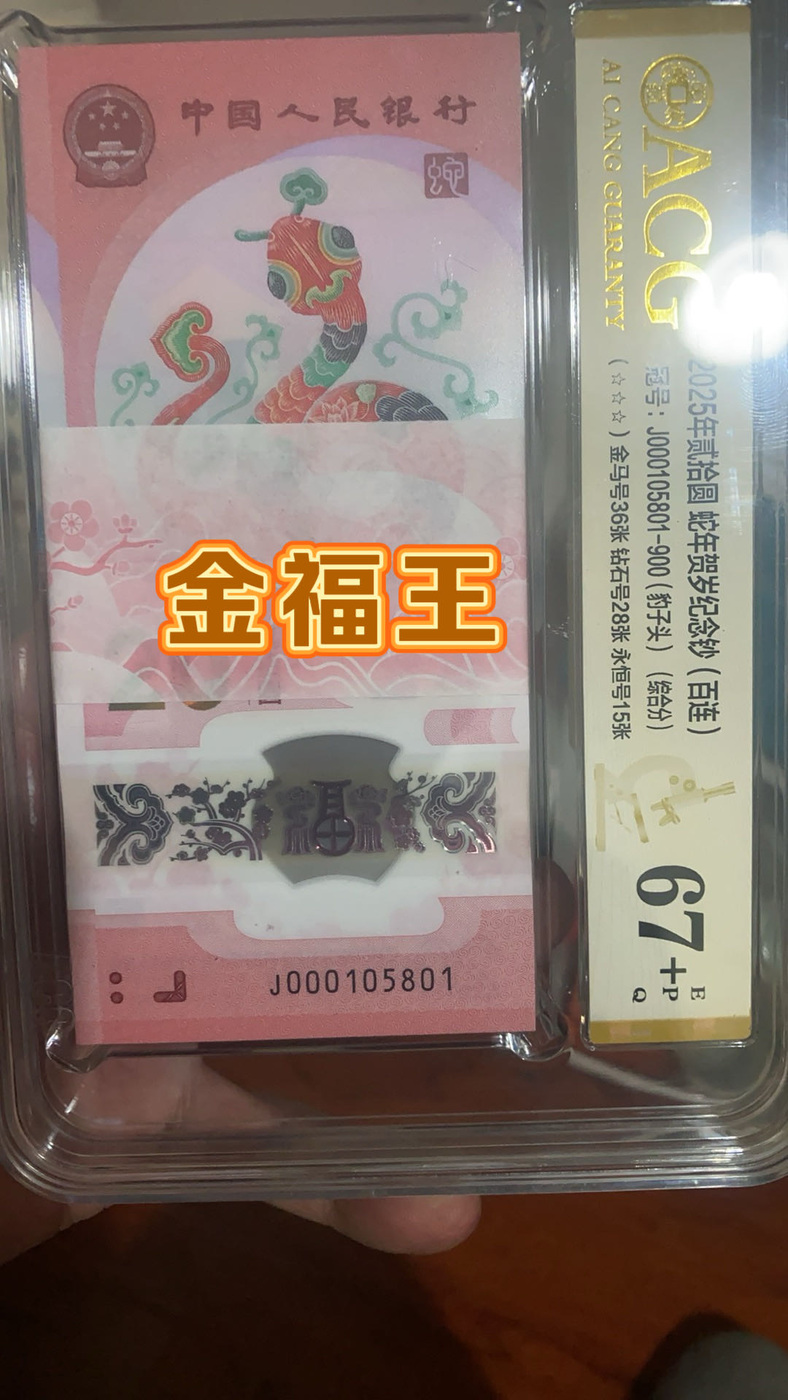 中国人民银行
蛇
金福王
福
J000105801
ACG
AI CANG GUARANTY
2025年贰拾圆 蛇年贺岁纪念钞 (百连)
冠号: J000105801-900 (豹子头) (综合分)
(☆☆☆) 金马号36张 钻石号28张 永恒号15张
67+
E
P
Q